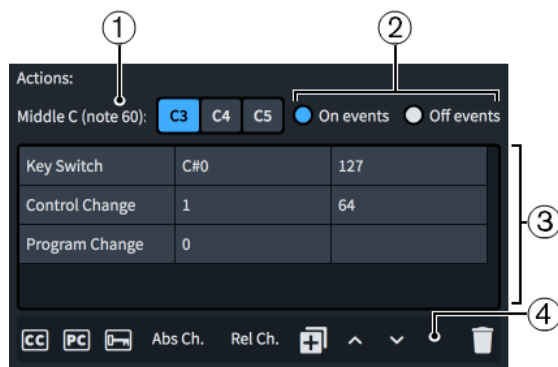 1 2
Actions:
Middle C (note 60): C3 C4 C5 On events Off events
Key Switch C#0 127
Control Change 1 64
Program Change 0
3
4
CC PC Abs Ch. Rel Ch.